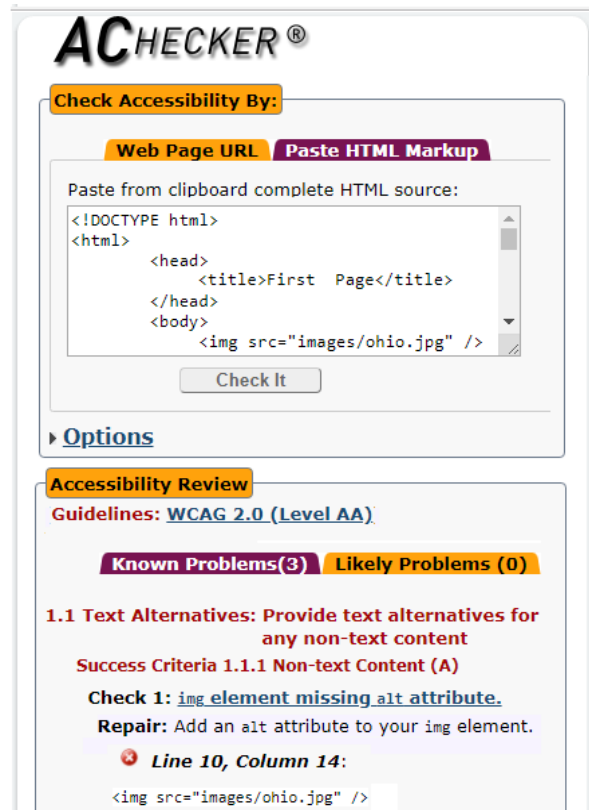 ACHECKER®
Check Accessibility By:
Web Page URL Paste HTML Markup
Paste from clipboard complete HTML source:
<!DOCTYPE html>
<html>
<head>
<title>First  Page</title>
</head>
<body>
<img src="images/ohio.jpg" />
Check It
Options
Accessibility Review
Guidelines: WCAG 2.0 (Level AA)
Known Problems(3) Likely Problems (0)
1.1 Text Alternatives: Provide text alternatives for
any non-text content
Success Criteria 1.1.1 Non-text Content (A)
Check 1: img element missing alt attribute.
Repair: Add an alt attribute to your img element.
Line 10, Column 14:
<img src="images/ohio.jpg" />